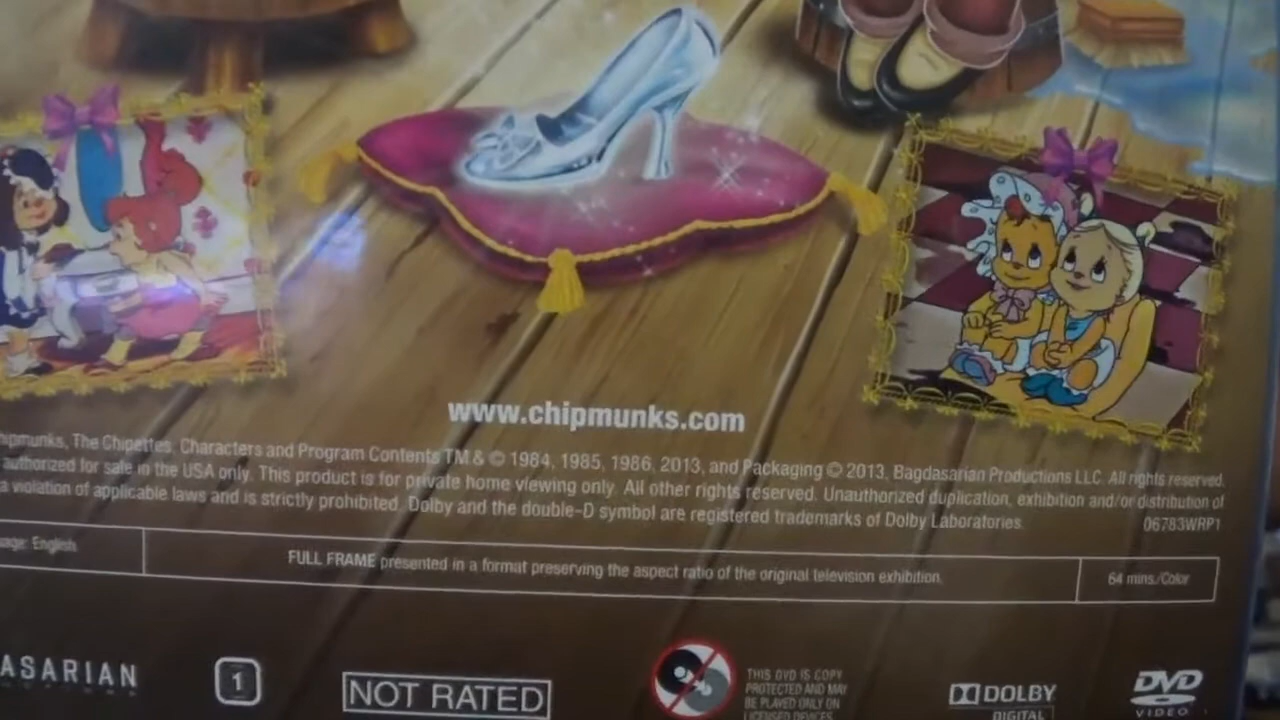 www.chipmunks.com
hipmunks, The Chipettes, Characters and Program Contents TM & © 1984, 1985, 1986, 2013, and Packaging © 2013, Bagdasarian Productions LLC. All rights reserved.
authorized for sale in the USA only. This product is for private home viewing only. All other rights reserved. Unauthorized duplication, exhibition and/or distribution of
a violation of applicable laws and is strictly prohibited. Dolby and the double-D symbol are registered trademarks of Dolby Laboratories.
06783WRP1
uage: English
FULL FRAME presented in a format preserving the aspect ratio of the original television exhibition.
64 mins./Color
ASARIAN
1
NOT RATED
THIS DVD IS COPY
PROTECTED AND MAY
BE PLAYED ONLY ON
LICENSED DEVICES.
DOLBY
DIGITAL
DVD
VIDEO